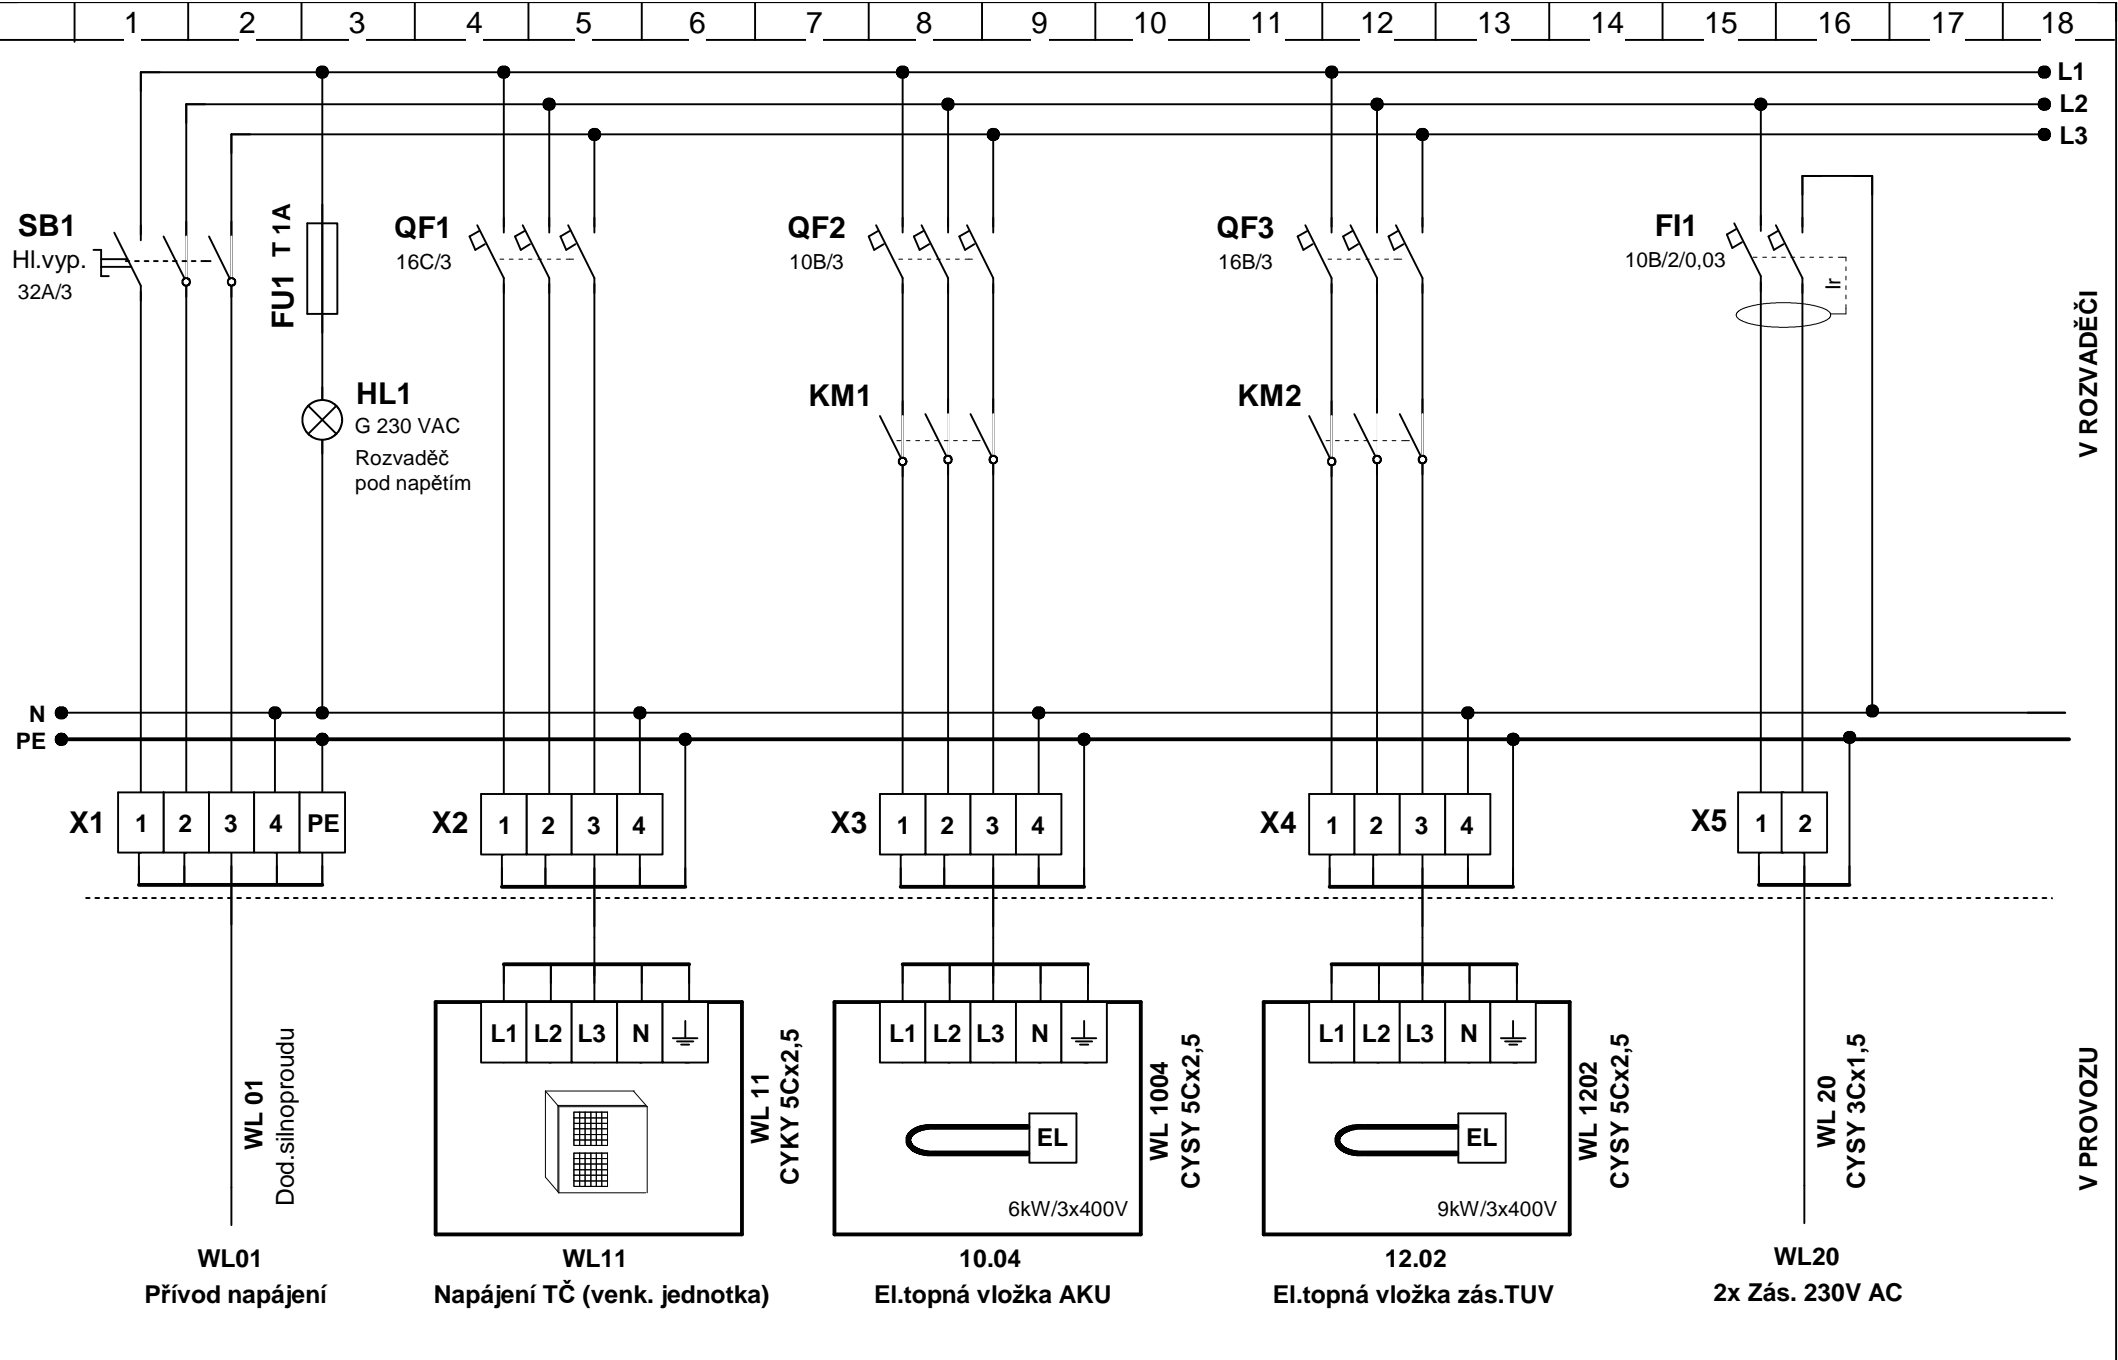 1 2 3 4 5 6 7 8 9 10 11 12 13 14 15 16 17 18
L1
L2
L3
SB1
Hl.vyp.
32A/3
FU1 T 1A
HL1
G 230 VAC
Rozvaděč
pod napětím
QF1
16C/3
QF2
10B/3
KM1
QF3
16B/3
KM2
FI1
10B/2/0,03
Ir
V ROZVADĚČI
N
PE
X1 1 2 3 4 PE
X2 1 2 3 4
X3 1 2 3 4
X4 1 2 3 4
X5 1 2
WL 01
Dod.silnoproudu
L1 L2 L3 N
WL 11
CYKY 5Cx2,5
L1 L2 L3 N
EL
6kW/3x400V
WL 1004
CYSY 5Cx2,5
L1 L2 L3 N
EL
9kW/3x400V
WL 1202
CYSY 5Cx2,5
WL 20
CYSY 3Cx1,5
V PROVOZU
WL01
Přívod napájení
WL11
Napájení TČ (venk. jednotka)
10.04
El.topná vložka AKU
12.02
El.topná vložka zás.TUV
WL20
2x Zás. 230V AC